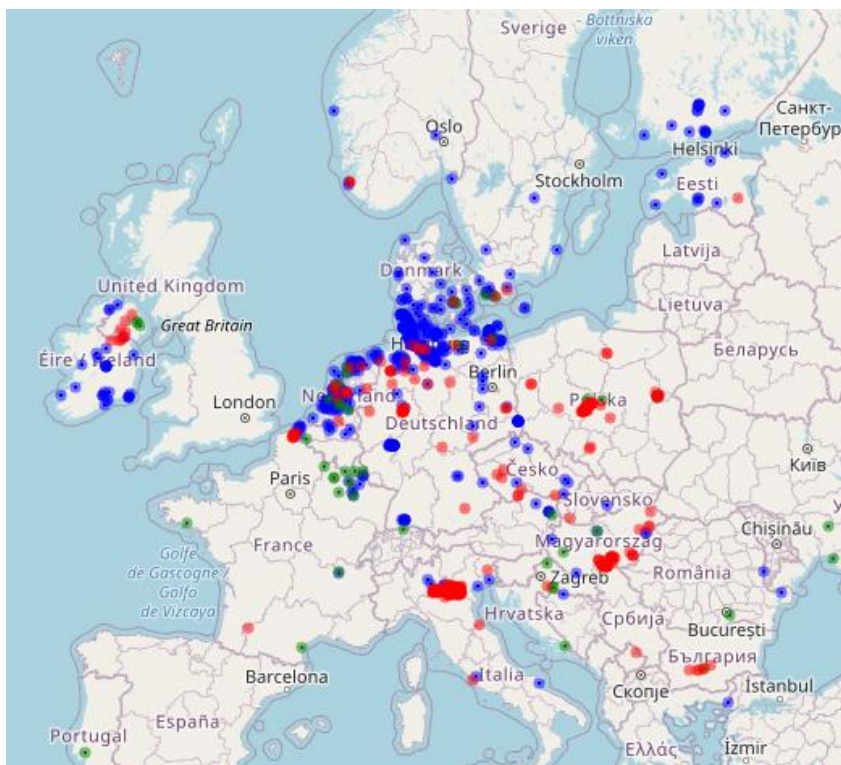 Sverige
- Bottniska
viken
Санкт-
Петербур
Oslo
Helsinki
Stockholm
Eesti
Latvija
Danmark
United Kingdom
Lietuva
Great Britain
Беларусь
Éire / Ireland
Berlin
London
Polska
Deutschland
Київ
Česko
Paris
Slovensko
Chișinău
Magyarország
France
Golfe
de Gascogne /
Golfo
de Vizcaya
Zagreb
România
Hrvatska
Србија
București
България
Italia
Barcelona
Скопје
İstanbul
España
Portugal
Ελλάς
İzmir